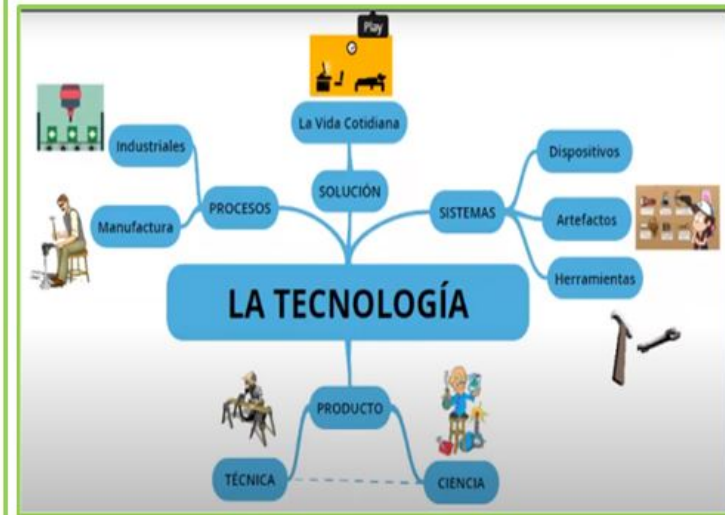 Play
La Vida Cotidiana
Industriales
Dispositivos
SOLUCIÓN
PROCESOS
SISTEMAS
Manufactura
Artefactos
Herramientas
LA TECNOLOGÍA
PRODUCTO
TÉCNICA
CIENCIA